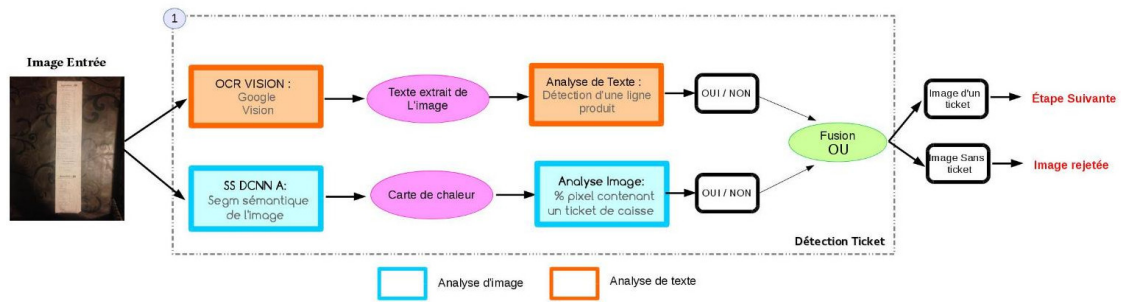 1
Image Entrée
OCR VISION :
Google
Vision
Texte extrait de
L'image
Analyse de Texte :
Détection d'une ligne
produit
OUI / NON
SS DCNN A:
Segm sémantique
de l'image
Carte de chaleur
Analyse Image:
% pixel contenant
un ticket de caisse
OUI / NON
Fusion
OU
Image d'un
ticket
Étape Suivante
Image Sans
ticket
Image rejetée
Détection Ticket
Analyse d'image
Analyse de texte